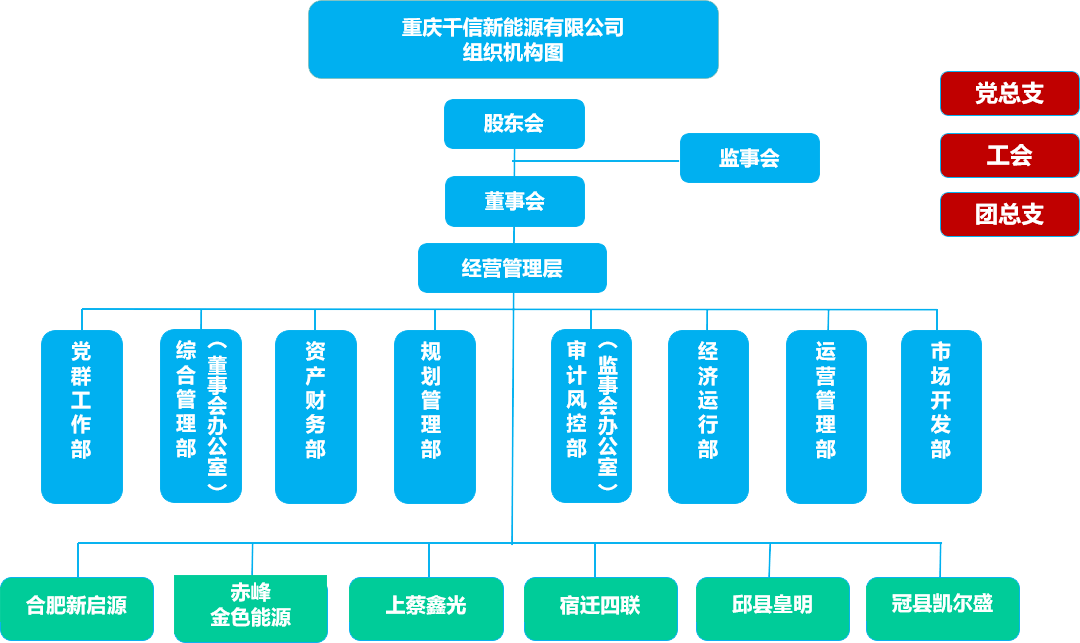 重庆千信新能源有限公司
组织机构图
党总支
股东会
监事会
工会
董事会
团总支
经营管理层
党群工作部
综合管理部
（董事会办公室）
资产财务部
规划管理部
审计风控部
（监事会办公室）
经济运行部
运营管理部
市场开发部
合肥新启源
赤峰
金色能源
上蔡鑫光
宿迁四联
邱县皇明
冠县凯尔盛